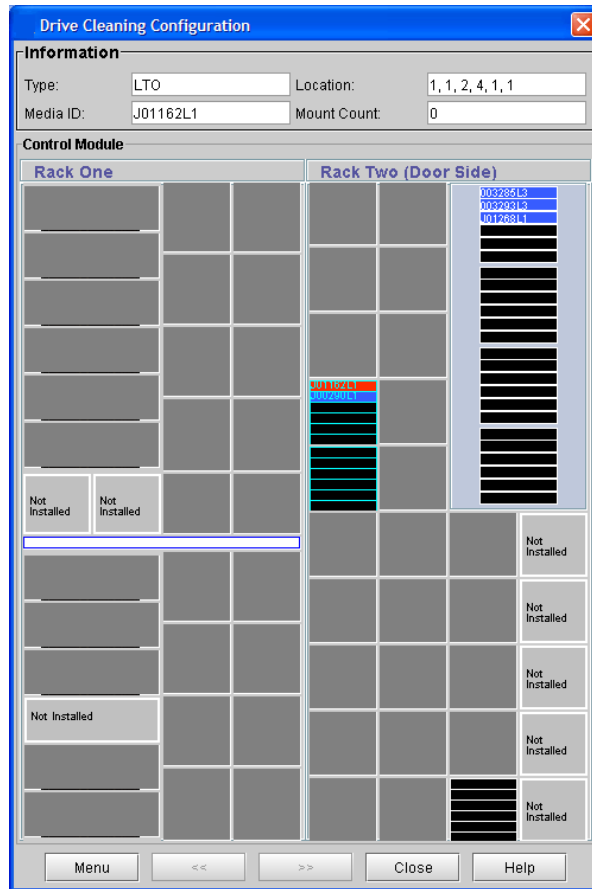 Drive Cleaning Configuration
Information
Type: LTO Location: 1, 1, 2, 4, 1, 1
Media ID: J01162L1 Mount Count: 0
Control Module
Rack One Rack Two (Door Side)
003285L3
003293L3
J01268L1
J01162L1
J00290L1
Not Installed
Not Installed
Not Installed
Not Installed
Not Installed
Not Installed
Not Installed
Not Installed
Menu << >> Close Help